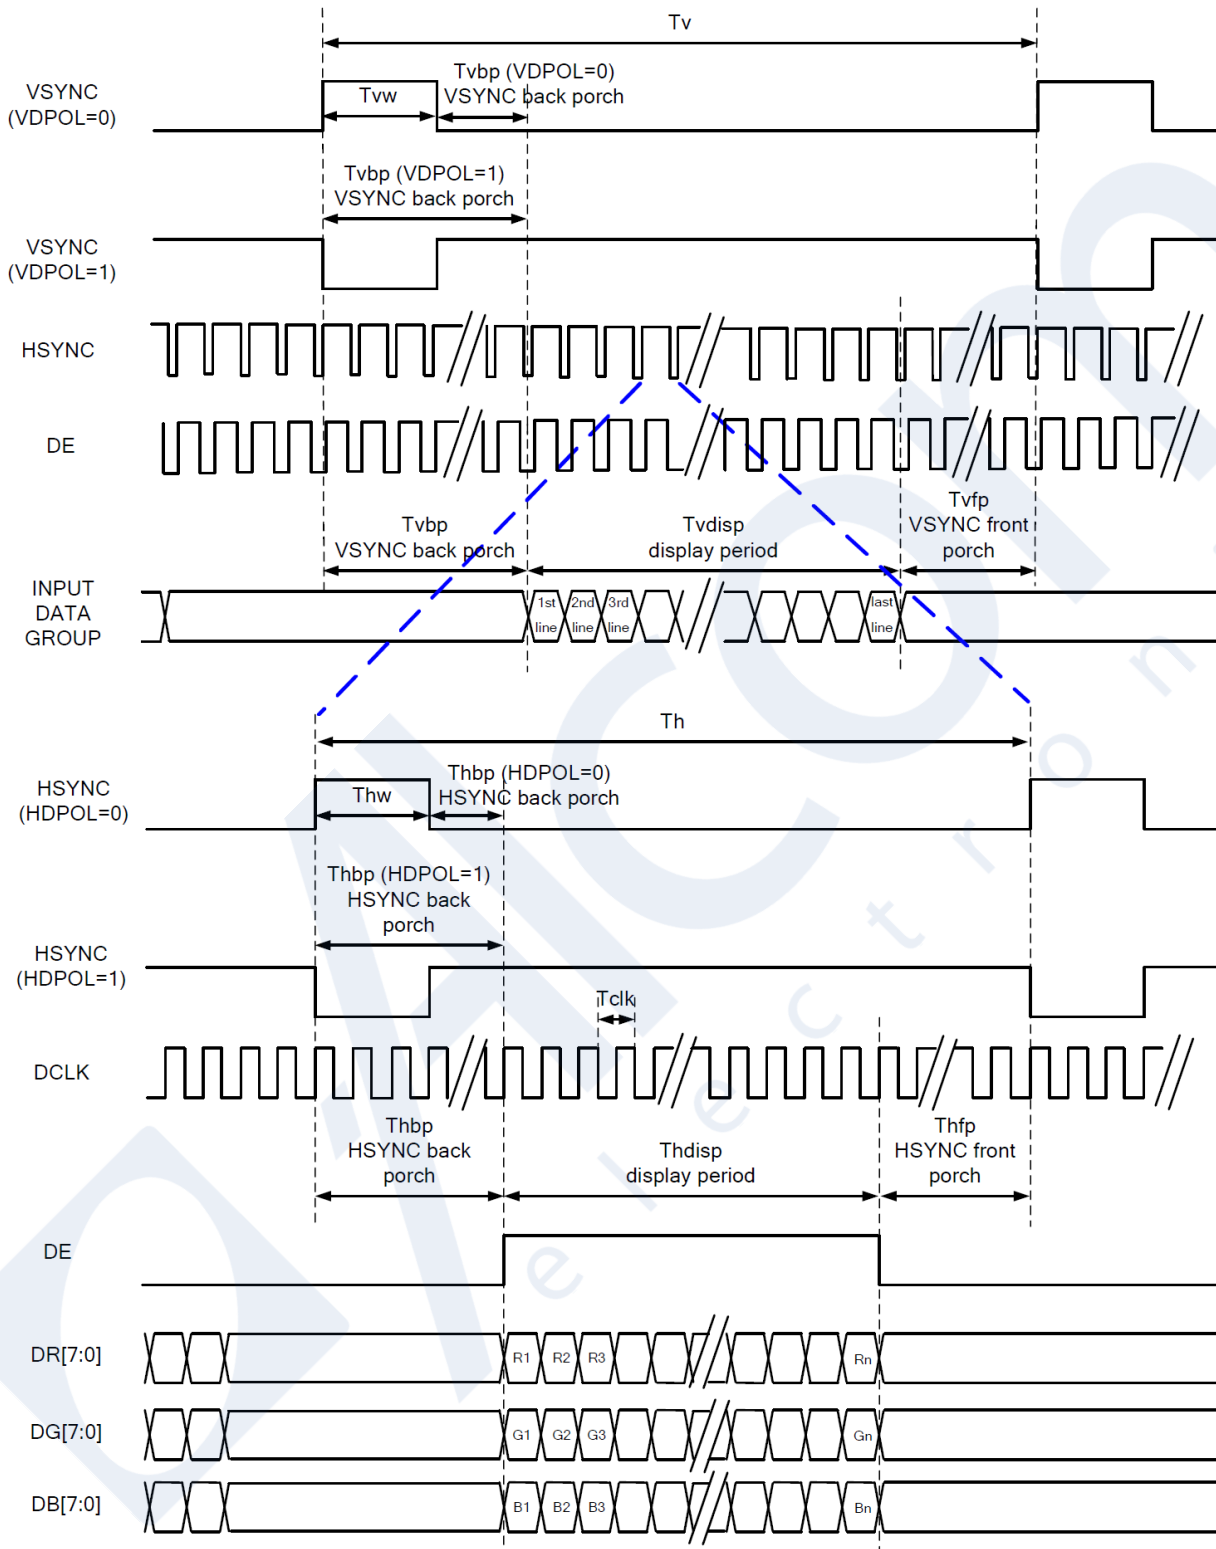 Tv
VSYNC
(VDPOL=0)
Tvw
Tvbp (VDPOL=0)
VSYNC back porch
Tvbp (VDPOL=1)
VSYNC back porch
VSYNC
(VDPOL=1)
HSYNC
DE
Tvbp
VSYNC back porch
Tvdisp
display period
Tvfp
VSYNC front
porch
INPUT
DATA
GROUP
1st
line
2nd
line
3rd
line
last
line
Th
HSYNC
(HDPOL=0)
Thw
Thbp (HDPOL=0)
HSYNC back porch
Thbp (HDPOL=1)
HSYNC back
porch
HSYNC
(HDPOL=1)
Tclk
DCLK
Thbp
HSYNC back
porch
Thdisp
display period
Thfp
HSYNC front
porch
DE
DR[7:0]
R1 R2 R3 Rn
DG[7:0]
G1 G2 G3 Gn
DB[7:0]
B1 B2 B3 Bn
Alcom
electron